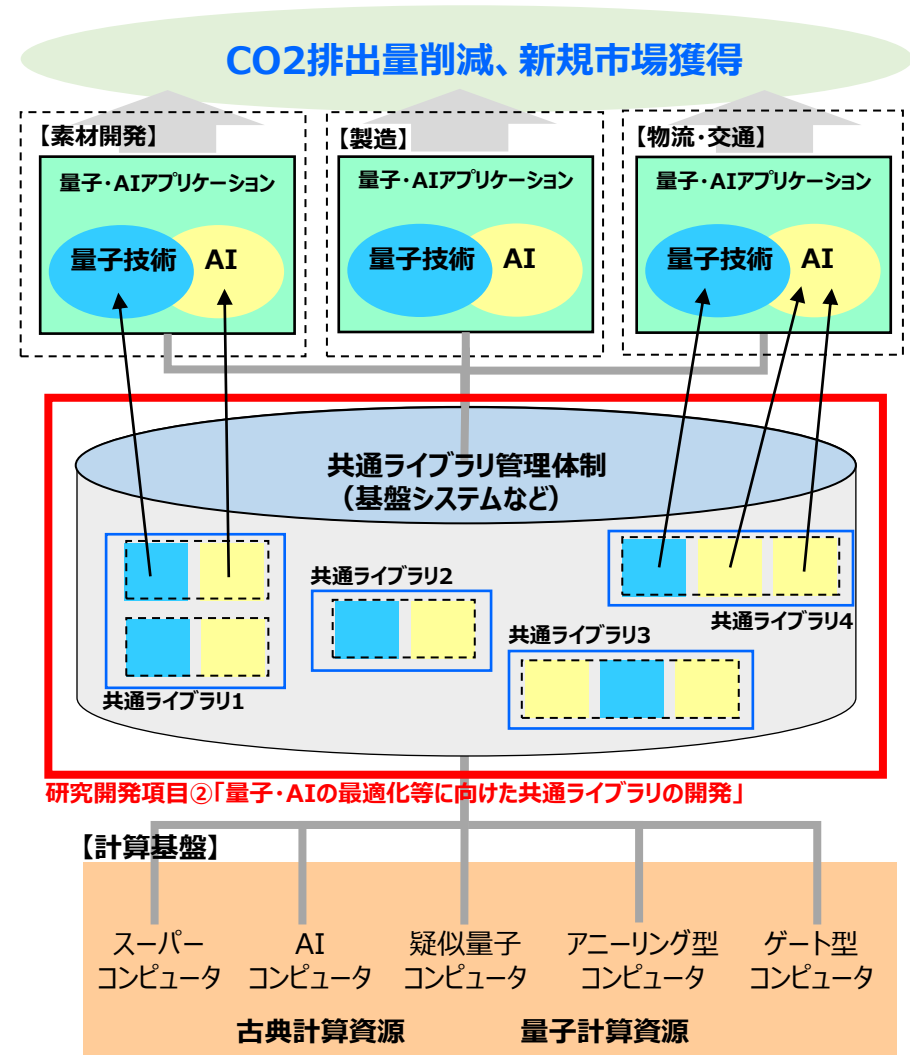 CO2排出量削減、新規市場獲得
【素材開発】
量子・AIアプリケーション
量子技術
AI
【製造】
量子・AIアプリケーション
量子技術
AI
【物流・交通】
量子・AIアプリケーション
量子技術
AI
共通ライブラリ管理体制
（基盤システムなど）
共通ライブラリ1
共通ライブラリ2
共通ライブラリ3
共通ライブラリ4
研究開発項目②「量子・AIの最適化等に向けた共通ライブラリの開発」
【計算基盤】
スーパー
コンピュータ
AI
コンピュータ
疑似量子
コンピュータ
アニーリング型
コンピュータ
ゲート型
コンピュータ
古典計算資源
量子計算資源